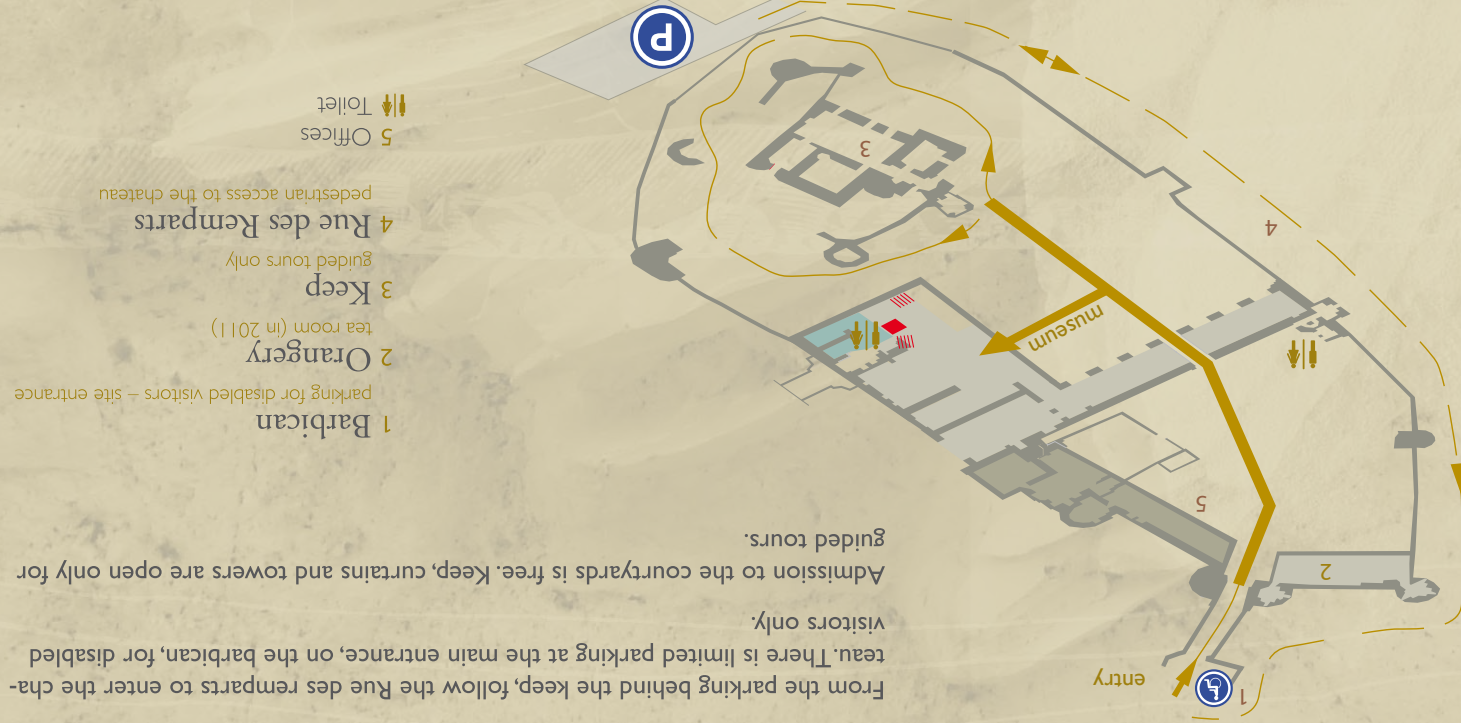 From the parking behind the keep, follow the Rue des remparts to enter the cha-
teau. There is limited parking at the main entrance, on the barbican, for disabled
visitors only.
Admission to the courtyards is free. Keep, curtains and towers are open only for
guided tours.
1 Barbican
parking for disabled visitors – site entrance
2 Orangery
tea room (in 2011)
3 Keep
guided tours only
4 Rue des Remparts
pedestrian access to the chateau
5 Offices
Toilet
1
entry
2
5
museum
4
3
P